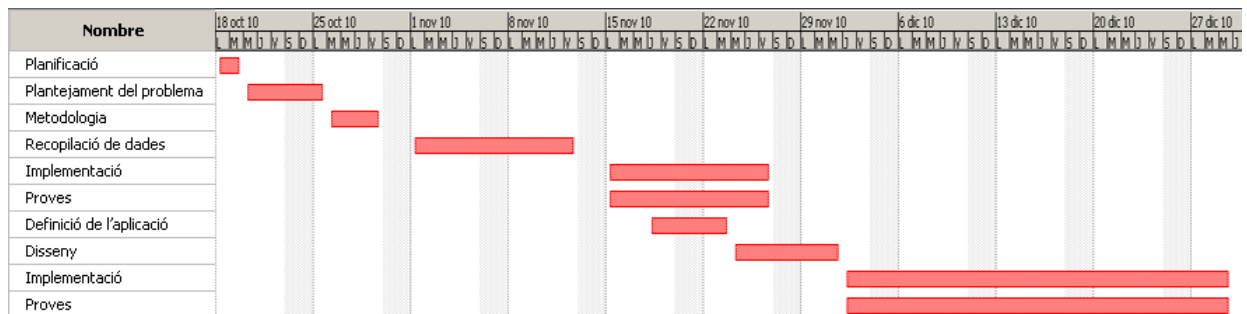 Nombre
18 oct 10 25 oct 10 1 nov 10 8 nov 10 15 nov 10 22 nov 10 29 nov 10 6 dic 10 13 dic 10 20 dic 10 27 dic 10
L M M J V S D L M M J V S D L M M J V S D L M M J V S D L M M J V S D L M M J V S D L M M J V S D L M M J V S D L M M J V S D L M M J V S D L M M J
Planificació
Plantejament del problema
Metodologia
Recopilació de dades
Implementació
Proves
Definició de l'aplicació
Disseny
Implementació
Proves